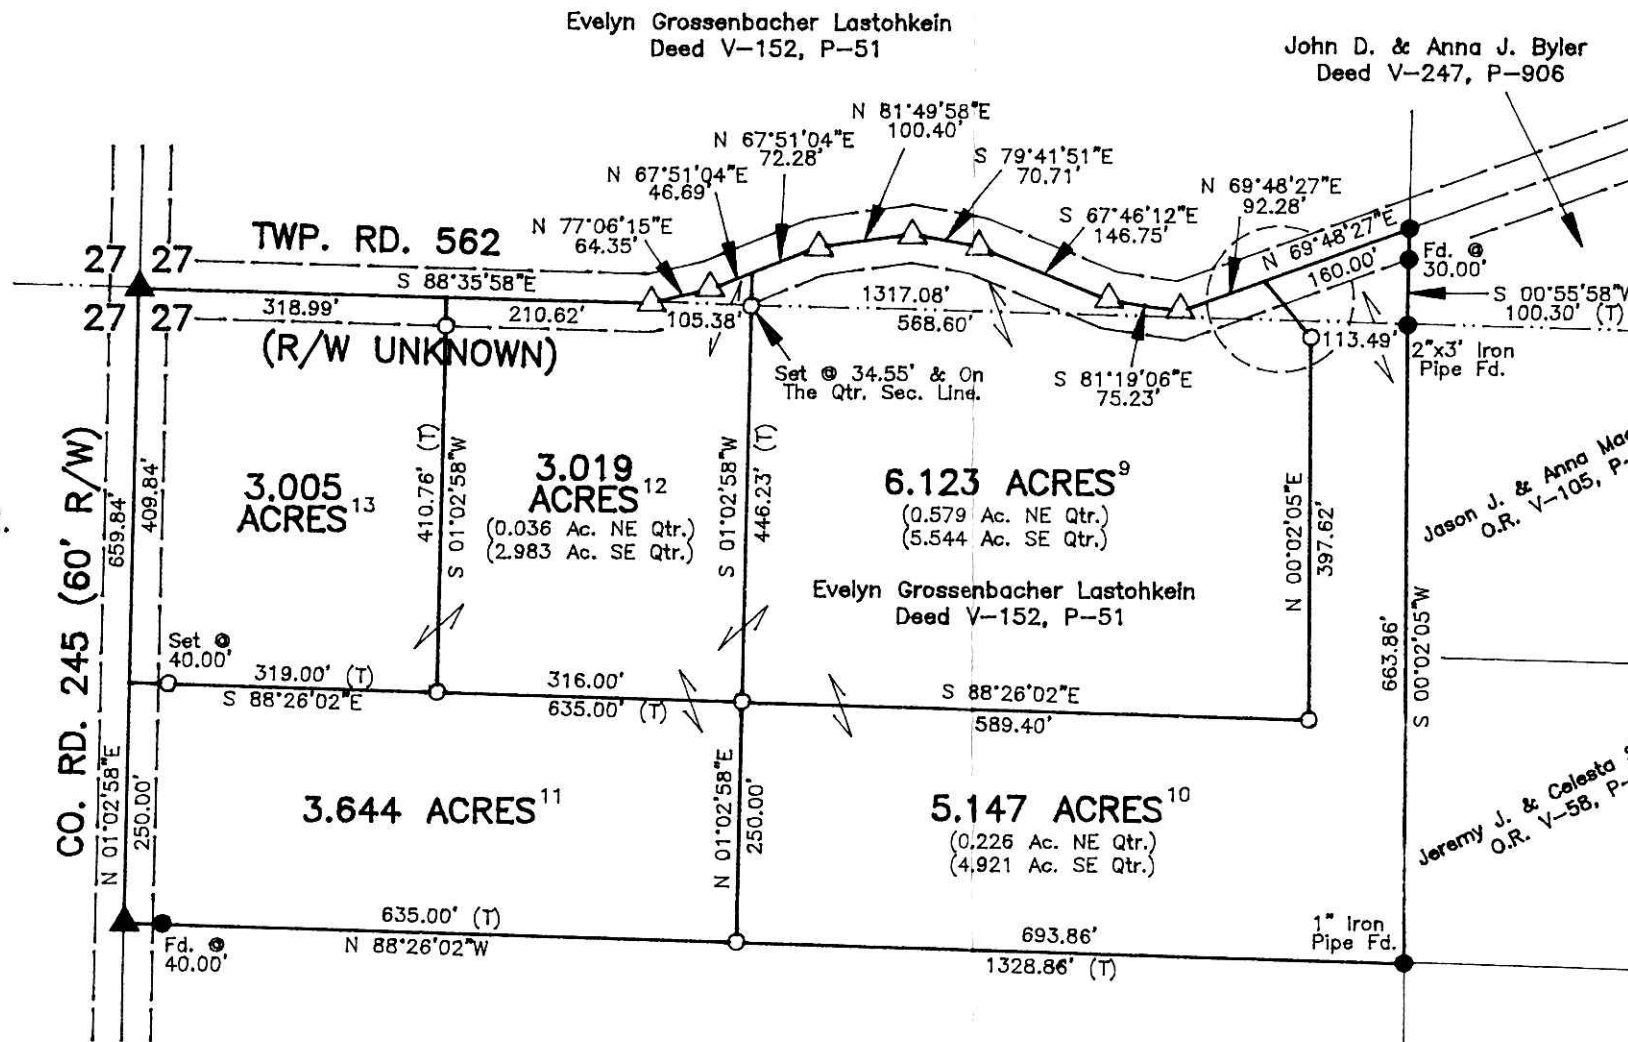 Evelyn Grossenbacher Lastohkein
Deed V-152, P-51
John D. & Anna J. Byler
Deed V-247, P-906
N 81°49'58"E
100.40'
N 67°51'04"E
72.28'
S 79°41'51"E
70.71'
N 67°51'04"E
46.69'
N 69°48'27"E
92.28'
N 77°06'15"E
64.35'
S 67°46'12"E
146.75'
N 69°48'27"E
160.00'
TWP. RD. 562
27 27
27 27
S 88°35'58"E
318.99'
210.62'
105.38'
1317.08'
568.60'
(R/W UNKNOWN)
Fd. @
30.00'
S 00°55'58"W
100.30' (T)
113.49'
2"x3' Iron
Pipe Fd.
Set @ 34.55' & On
The Qtr. Sec. Line.
S 81°19'06"E
75.23'
CO. RD. 245 (60' R/W)
659.84'
409.84'
3.005
ACRES 13
410.76' (T)
S 01°02'58"W
3.019
ACRES 12
(0.036 Ac. NE Qtr.)
(2.983 Ac. SE Qtr.)
S 01°02'58"W
446.23' (T)
6.123 ACRES 9
(0.579 Ac. NE Qtr.)
(5.544 Ac. SE Qtr.)
Evelyn Grossenbacher Lastohkein
Deed V-152, P-51
N 00°02'05"E
397.62'
Jason J. & Anna
O.R. V-105, P-
663.86'
S 00°02'05"W
Set @
40.00'
319.00' (T)
S 88°26'02"E
316.00'
635.00' (T)
S 88°26'02"E
589.40'
N 01°02'58"E
250.00'
3.644 ACRES 11
N 01°02'58"E
250.00'
5.147 ACRES 10
(0.226 Ac. NE Qtr.)
(4.921 Ac. SE Qtr.)
Jeremy J. & Celesta
O.R. V-58, P-
Fd. @
40.00'
635.00' (T)
N 88°26'02"W
693.86'
1328.86' (T)
1" Iron
Pipe Fd.